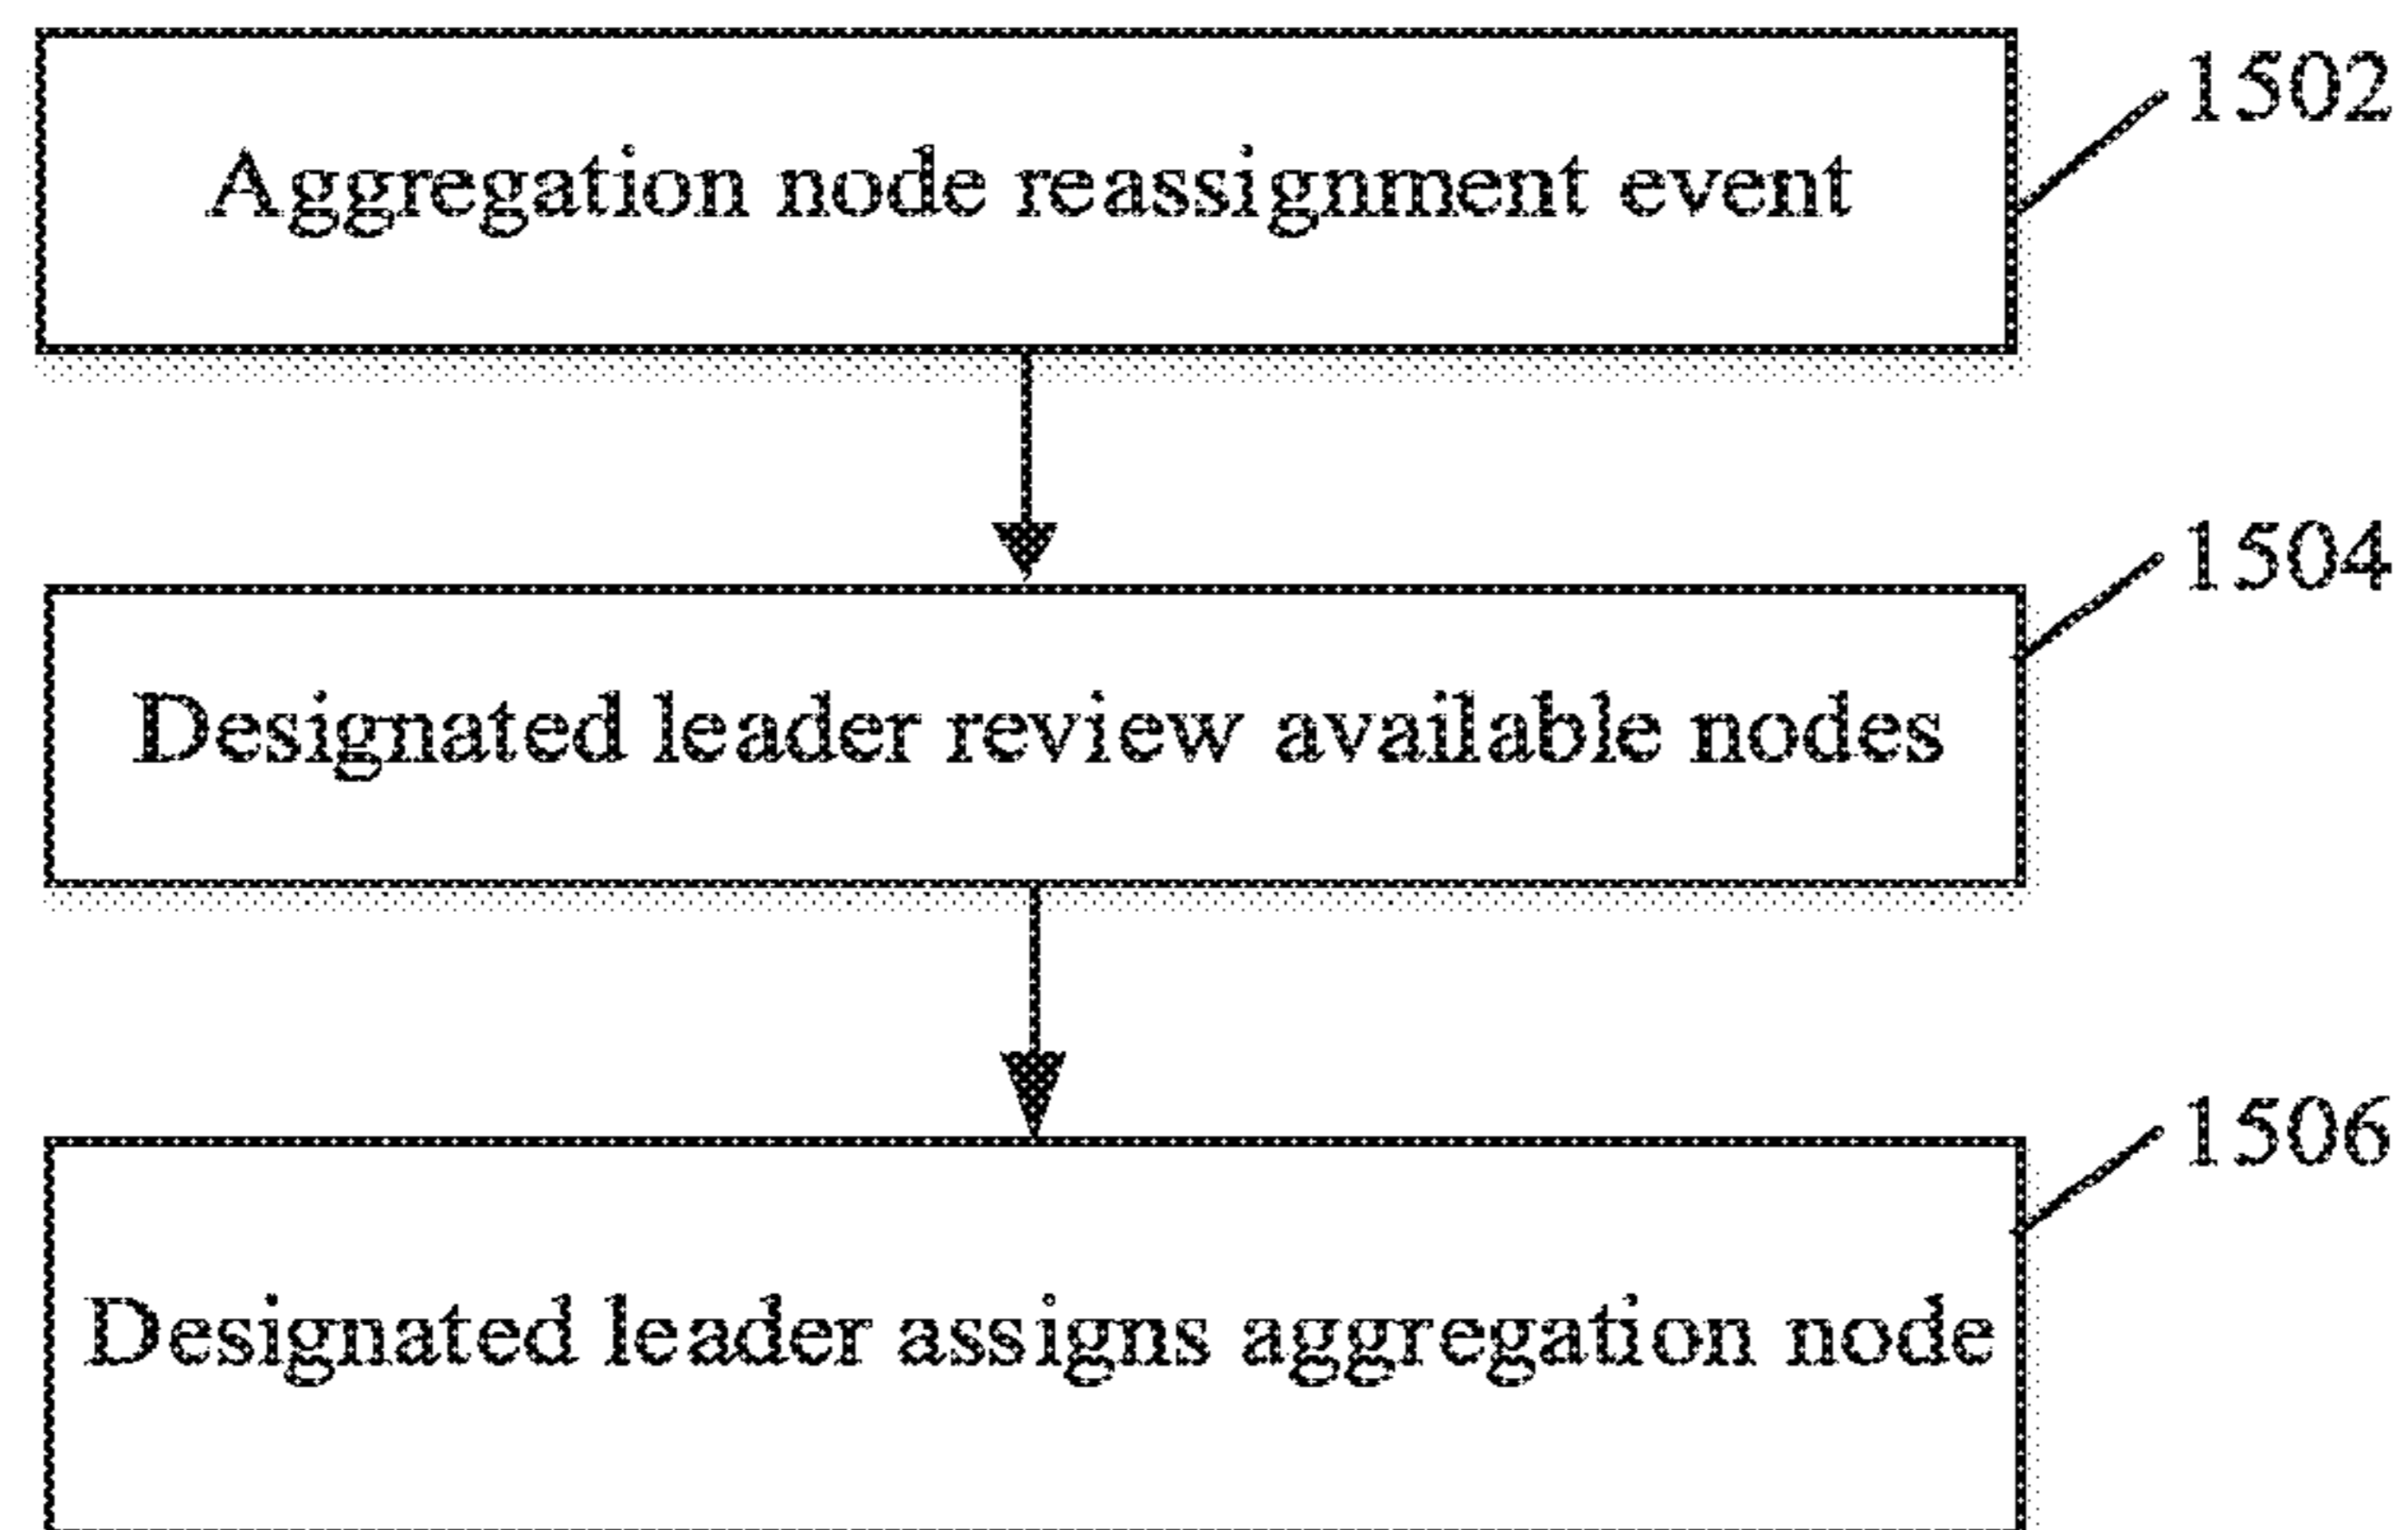 Aggregation node reassignment event
1502
Designated leader review available nodes
1504
Designated leader assigns aggregation node
1506